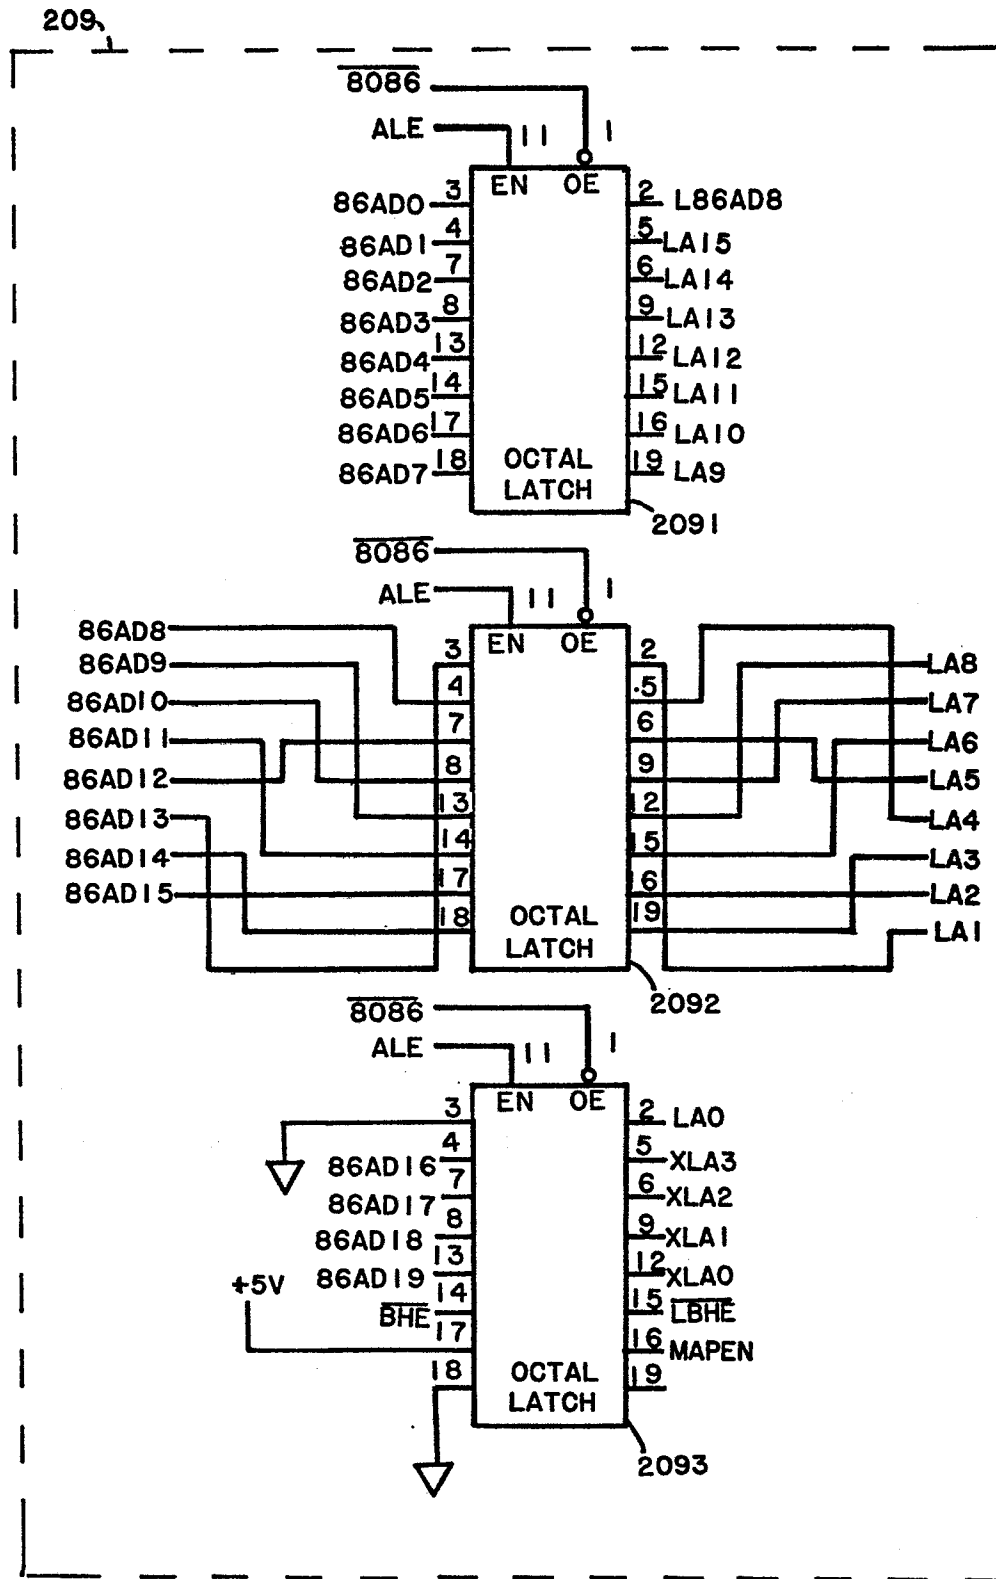 209
8086
ALE 11 1
EN OE
86AD0 3 2 L86AD8
86AD1 4 5 LA15
86AD2 7 6 LA14
86AD3 8 9 LA13
86AD4 13 12 LA12
86AD5 14 15 LA11
86AD6 17 16 LA10
86AD7 18 19 LA9
OCTAL
LATCH
2091
8086
ALE 11 1
EN OE
86AD8 3 2 LA8
86AD9 4 5 LA7
86AD10 7 6 LA6
86AD11 8 9 LA5
86AD12 13 12 LA4
86AD13 14 15 LA3
86AD14 17 6 LA2
86AD15 18 19 LA1
OCTAL
LATCH
2092
8086
ALE 11 1
EN OE
3 2 LA0
86AD16 4 5 XLA3
86AD17 7 6 XLA2
86AD18 8 9 XLA1
86AD19 13 12 XLA0
+5V
BHE 14 15 LBHE
17 16 MAPEN
18 19
OCTAL
LATCH
2093